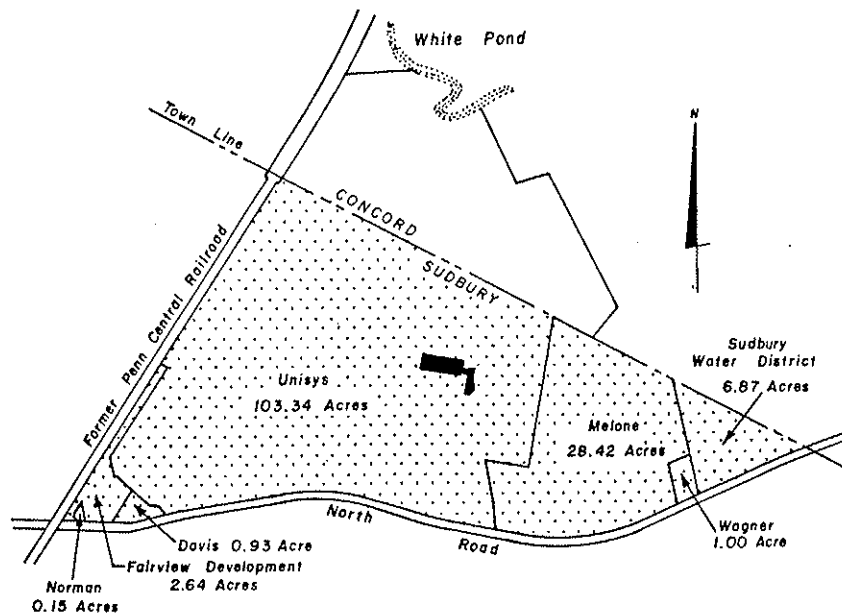 White Pond
Town Line
N
CONCORD
SUDBURY
Former Penn Central Railroad
Sudbury
Water District
6.87 Acres
Unisys
103.34 Acres
Melone
28.42 Acres
North
Road
Wagner
1.00 Acre
Davis 0.93 Acre
Fairview Development
2.64 Acres
Norman
0.15 Acres